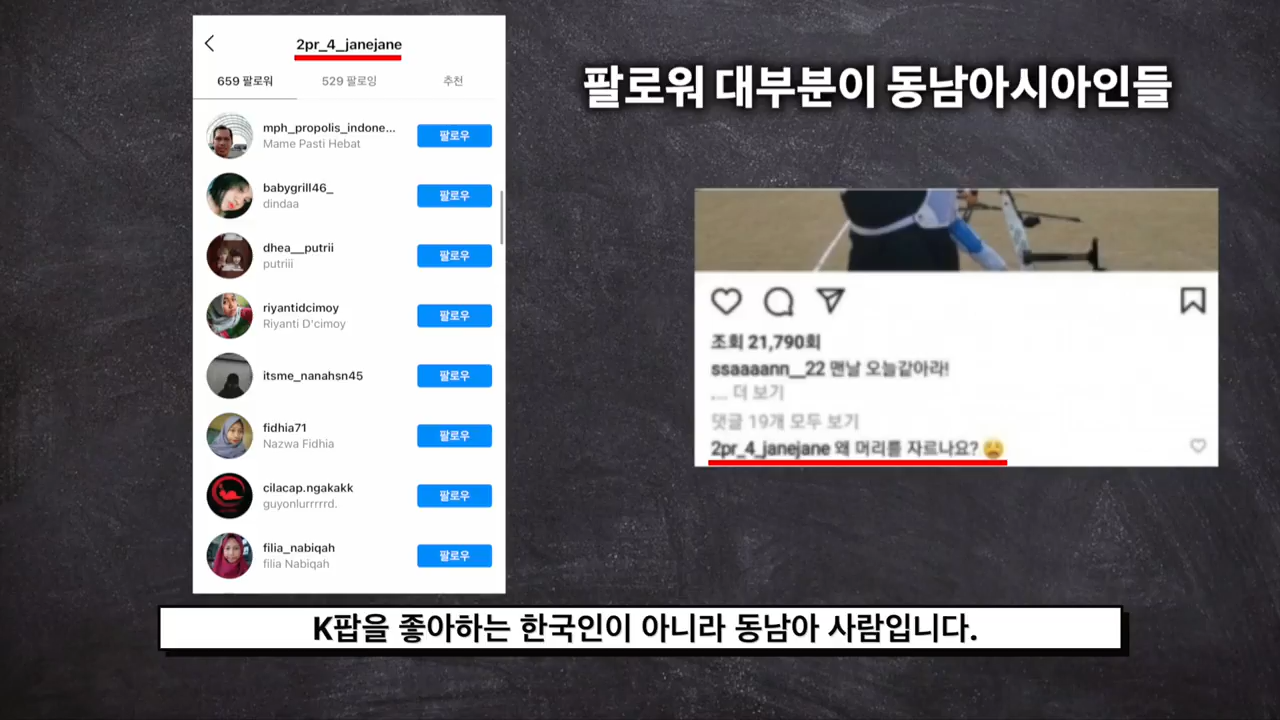 2pr_4_janejane
659 팔로워 529 팔로잉 추천
mph_propolis_indone...
Mame Pasti Hebat
팔로우
babygrill46_
dindaa
팔로우
dhea__putrii
putriii
팔로우
riyantidcimoy
Riyanti D'cimoy
팔로우
itsme_nanahsn45
팔로우
fidhia71
Nazwa Fidhia
팔로우
cilacap.ngakakk
guyonlurrrrrd.
팔로우
filia_nabiqah
filia Nabiqah
팔로우
팔로워 대부분이 동남아시아인들
조회 21,790회
ssaaaann__22 맨날 오늘같아라!
.... 더 보기
댓글 19개 모두 보기
2pr_4_janejane 왜 머리를 자르나요? 😩
K팝을 좋아하는 한국인이 아니라 동남아 사람입니다.